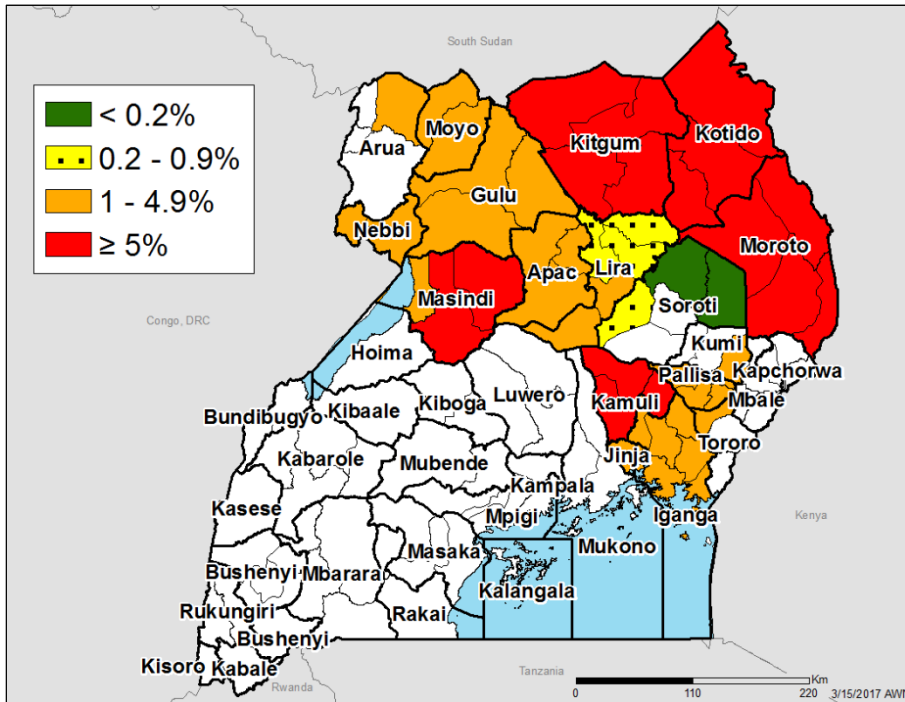 South Sudan
< 0.2%
0.2 - 0.9%
1 - 4.9%
≥ 5%
Moyo
Arua
Kitgum
Kotido
Gulu
Nebbi
Moroto
Apac
Lira
Masindi
Soroti
Congo, DRC
Hoima
Kumi
Pallisa
Kapchorwa
Bundibugyo
Kibaale
Kiboga
Luwero
Kamuli
Mbale
Kabarole
Mubende
Jinja
Tororo
Kasese
Kampala
Mpigi
Iganga
Kenya
Masaka
Mukono
Bushenyi
Mbarara
Kalangala
Rukungiri
Rakai
Bushenyi
Kisoro
Kabale
Rwanda
Tanzania
Km
0 110 220
3/15/2017 AWN